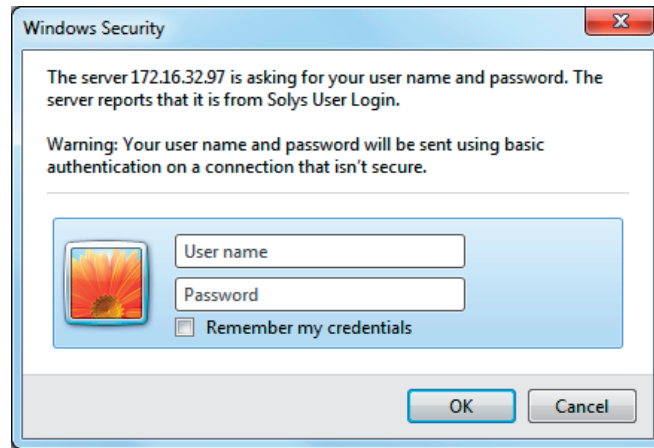 Windows Security
The server 172.16.32.97 is asking for your user name and password. The
server reports that it is from Solys User Login.
Warning: Your user name and password will be sent using basic
authentication on a connection that isn't secure.
User name
Password
Remember my credentials
OK
Cancel